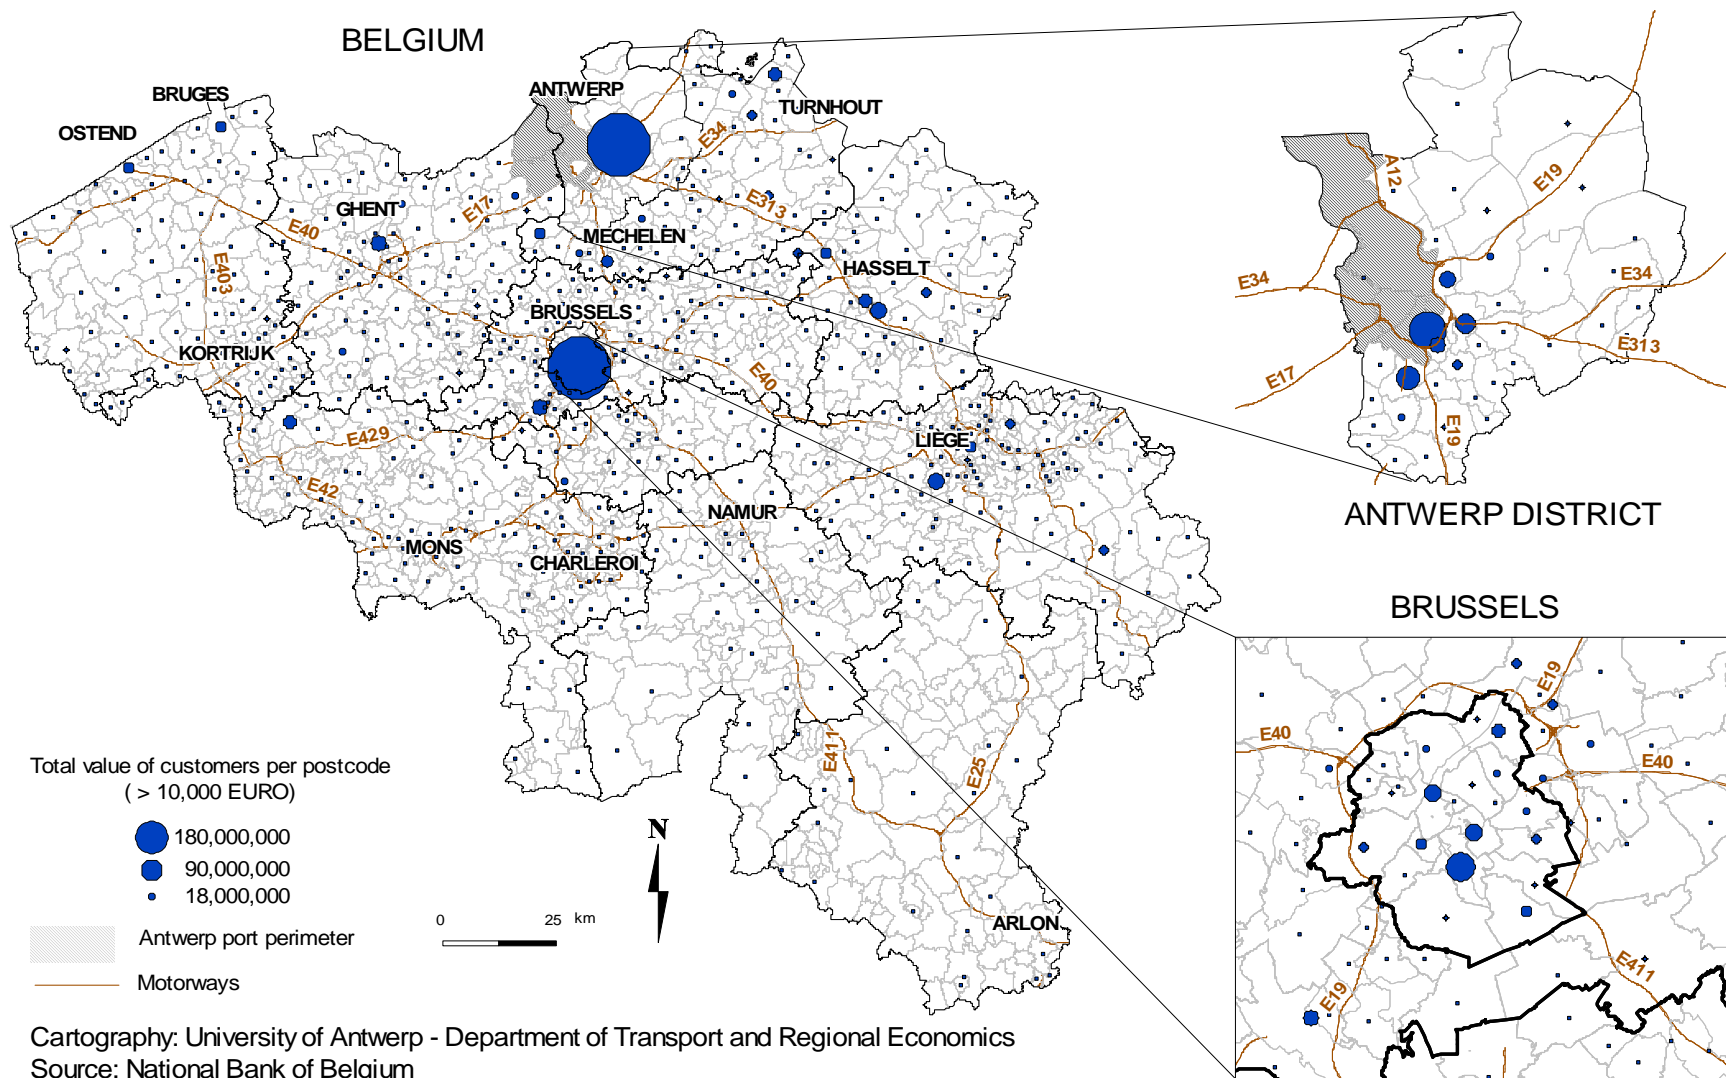 BELGIUM
BRUGES
OSTEND
ANTWERP
TURNHOUT
E34
E313
GHENT
E17
E40
E403
MECHELEN
HASSELT
BRUSSELS
KORTRIJK
E40
E429
LIÈGE
E42
NAMUR
MONS
CHARLEROI
E411
E25
ARLON
A12
E19
E34
E34
E313
E17
E19
ANTWERP DISTRICT
BRUSSELS
E19
E40
E40
E19
E411
Total value of customers per postcode
( > 10,000 EURO)
180,000,000
90,000,000
18,000,000
Antwerp port perimeter
Motorways
N
0 25 km
Cartography: University of Antwerp - Department of Transport and Regional Economics
Source: National Bank of Belgium